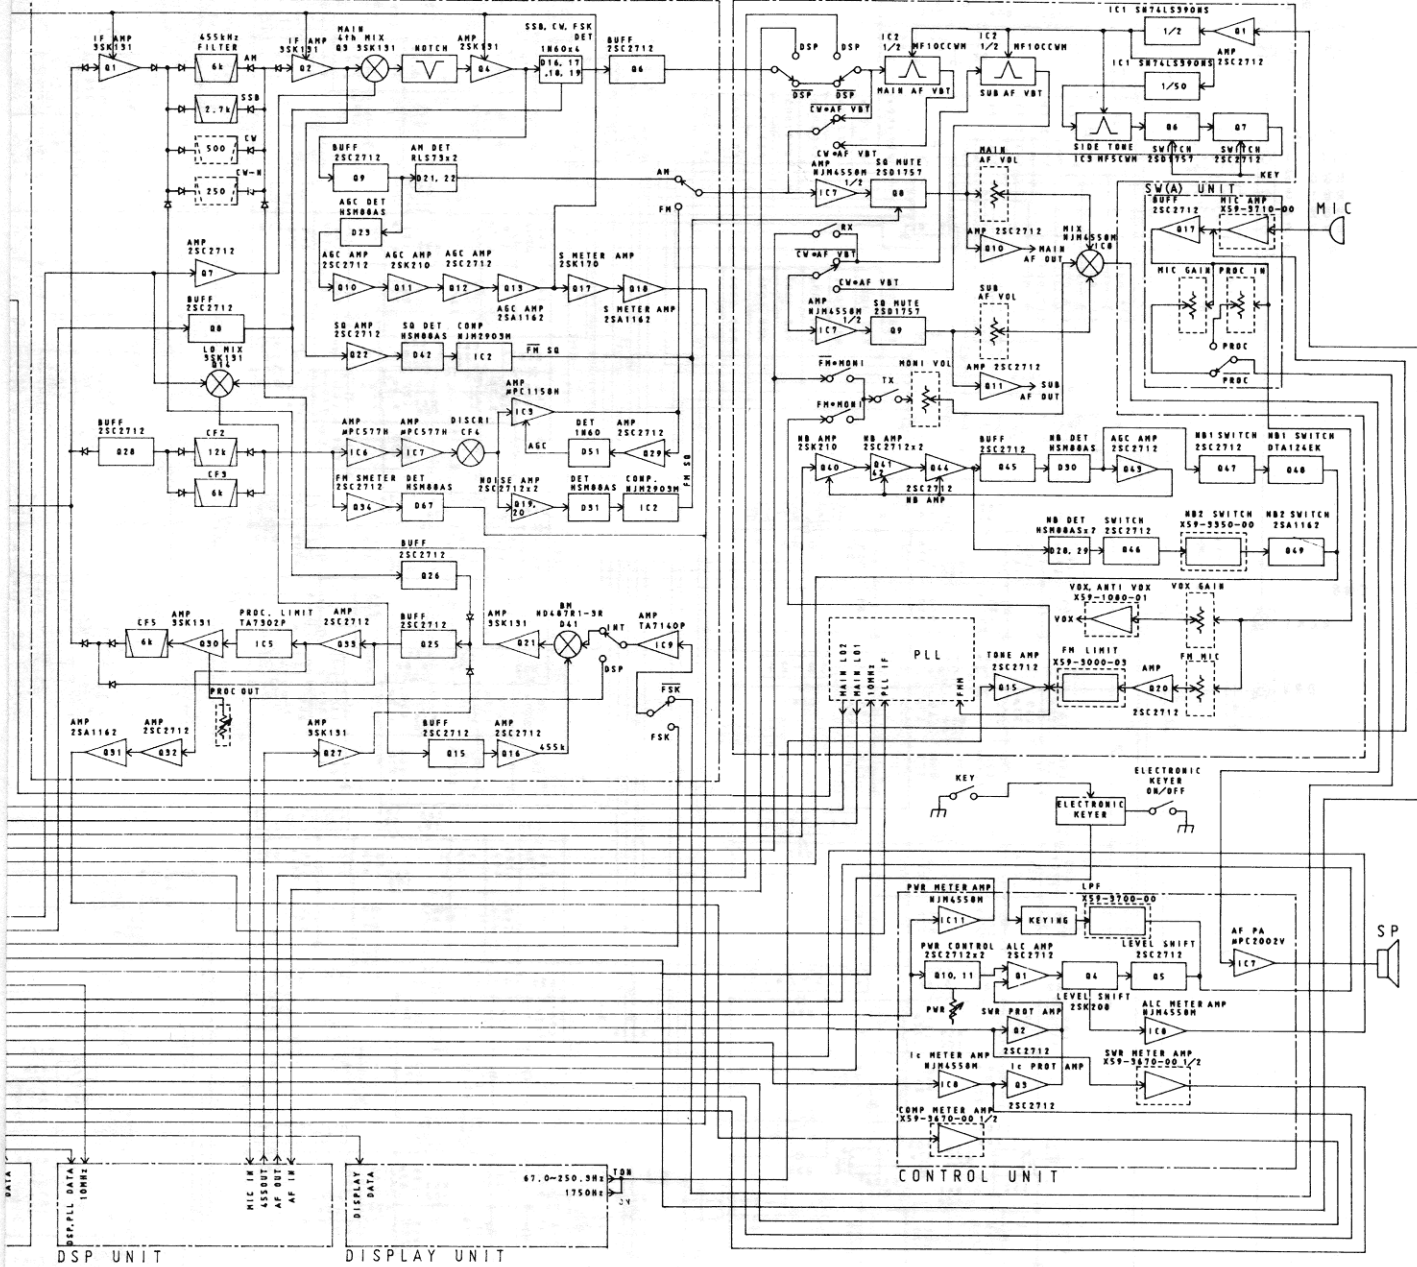 IF AMP
3SK131
Q1
455kHz
FILTER
6k
AM
2.7k
SSB
500
CW
250
CW-N
IF AMP
3SK131
Q2
MAIN
4th MIX
Q3 3SK131
NOTCH
AMP
2SK131
Q4
SSB, CW, FSK
DET
1N60x4
D16, 17
,18, 19
BUFF
2SC2712
Q6
BUFF
2SC2712
Q9
AM DET
RLS73x2
D21, 22
AGC DET
HSM88AS
D23
AM
FM
AMP
2SC2712
Q7
AGC AMP
2SC2712
Q10
AGC AMP
2SK210
Q11
AGC AMP
2SC2712
Q12
Q13
AGC AMP
2SA1162
S METER AMP
2SK170
Q17
Q18
S METER AMP
2SA1162
BUFF
2SC2712
Q8
LO MIX
3SK131
Q14
SQ AMP
2SC2712
Q22
SQ DET
HSM88AS
D42
COMP
NJM2903M
IC2
FM SQ
AMP
μPC1158H
IC3
AGC
DET
1N60
D51
AMP
2SC2712
Q29
FM SQ
BUFF
2SC2712
Q28
CF2
12k
CF3
6k
AMP
μPC577H
IC6
AMP
μPC577H
IC7
DISCRI
CF4
FM SMETER
2SC2712
Q34
DET
HSM88AS
D67
NOISE AMP
2SC2712x2
Q19,
20
DET
HSM88AS
D31
COMP.
NJM2903M
IC2
BUFF
2SC2712
Q26
CF5
6k
AMP
3SK131
Q30
PROC. LIMIT
TA7302P
IC5
AMP
2SC2712
Q33
BUFF
2SC2712
Q25
AMP
3SK131
Q21
BM
ND487R1-3R
D41
INT
DSP
AMP
TA7140P
IC9
FSK
FSK
PROC OUT
AMP
2SA1162
Q31
AMP
2SC2712
Q32
AMP
3SK131
Q27
BUFF
2SC2712
Q15
AMP
2SC2712
Q16
455k
DSP
DSP
DSP
DSP
IC2
1/2
MF10CCWM
MAIN AF VBT
IC2
1/2
MF10CCWM
SUB AF VBT
IC1 SN74LS390NS
1/2
Q1
AMP
2SC2712
IC1 SN74LS390NS
1/50
SIDE TONE
IC3 MF5CWM
Q6
SWITCH
2SD1757
Q7
SWITCH
2SC2712
KEY
CW•AF VBT
CW•AF VBT
AMP
NJM4558M
1/2
IC7
SQ MUTE
2SD1757
Q8
MAIN
AF VOL
AMP 2SC2712
Q10
MAIN
AF OUT
MIX
NJM4558M
IC8
RX
CW•AF VBT
CW•AF VBT
AMP
NJM4558M
1/2
IC7
SQ MUTE
2SD1757
Q9
SUB
AF VOL
AMP 2SC2712
Q11
SUB
AF OUT
FM•MONI
FM•MONI
TX
MONI VOL
SW(A) UNIT
BUFF
2SC2712
Q17
MIC AMP
X59-3710-00
MIC
MIC GAIN
PROC IN
PROC
PROC
NB AMP
2SK210
Q40
NB AMP
2SC2712x2
Q41
42
Q44
2SC2712
NB AMP
BUFF
2SC2712
Q45
NB DET
HSM88AS
D30
AGC AMP
2SC2712
Q43
NB1 SWITCH
2SC2712
Q47
NB1 SWITCH
DTA124EK
Q48
NB DET
HSM88ASx2
D28, 29
SWITCH
2SC2712
Q46
NB2 SWITCH
X59-3350-00
NB2 SWITCH
2SA1162
Q49
PLL
MAIN LO2
MAIN LO1
10MHz
PLL IF
FMM
VOX, ANTI VOX
X59-1080-01
VOX
VOX GAIN
TONE AMP
2SC2712
Q15
FM LIMIT
X59-3000-03
AMP
Q20
2SC2712
FM MIC
KEY
ELECTRONIC
KEYER
ELECTRONIC
KEYER
ON/OFF
PWR METER AMP
NJM4558M
IC11
KEYING
LPF
X59-3700-00
PWR CONTROL
2SC2712x2
Q10, 11
PWR
ALC AMP
2SC2712
Q1
Q4
LEVEL SHIFT
2SK208
LEVEL SHIFT
2SC2712
Q5
SWR PROT AMP
Q2
2SC2712
ALC METER AMP
NJM4558M
IC8
Ic METER AMP
NJM4558M
IC8
Ic PROT AMP
Q3
2SC2712
SWR METER AMP
X59-3670-00 1/2
COMP METER AMP
X59-3670-00 1/2
CONTROL UNIT
AF PA
μPC2002V
IC7
SP
DATA
DSP,PLL DATA
10MHz
MIC IN
455OUT
AF OUT
AF IN
DSP UNIT
DISPLAY
DATA
67.0~250.3Hz
1750Hz
TON
DISPLAY UNIT